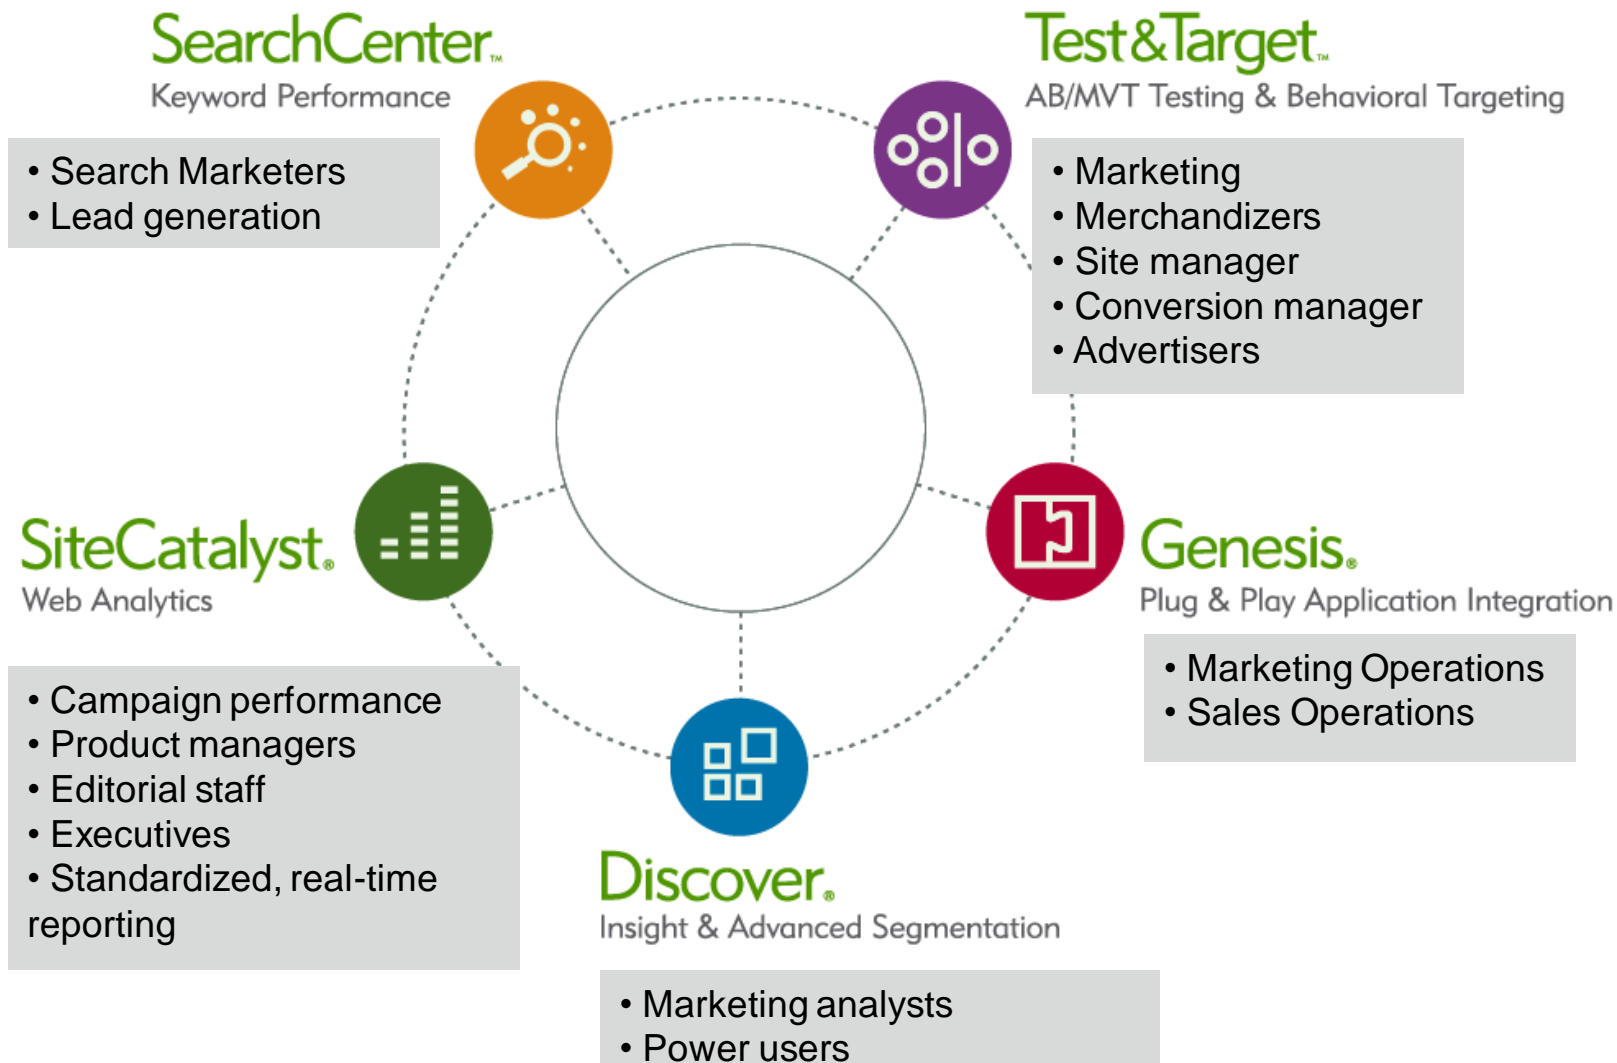 SearchCenter™
Keyword Performance
• Search Marketers
• Lead generation
Test&Target™
AB/MVT Testing & Behavioral Targeting
• Marketing
• Merchandizers
• Site manager
• Conversion manager
• Advertisers
SiteCatalyst®
Web Analytics
• Campaign performance
• Product managers
• Editorial staff
• Executives
• Standardized, real-time
reporting
Genesis®
Plug & Play Application Integration
• Marketing Operations
• Sales Operations
Discover®
Insight & Advanced Segmentation
• Marketing analysts
• Power users